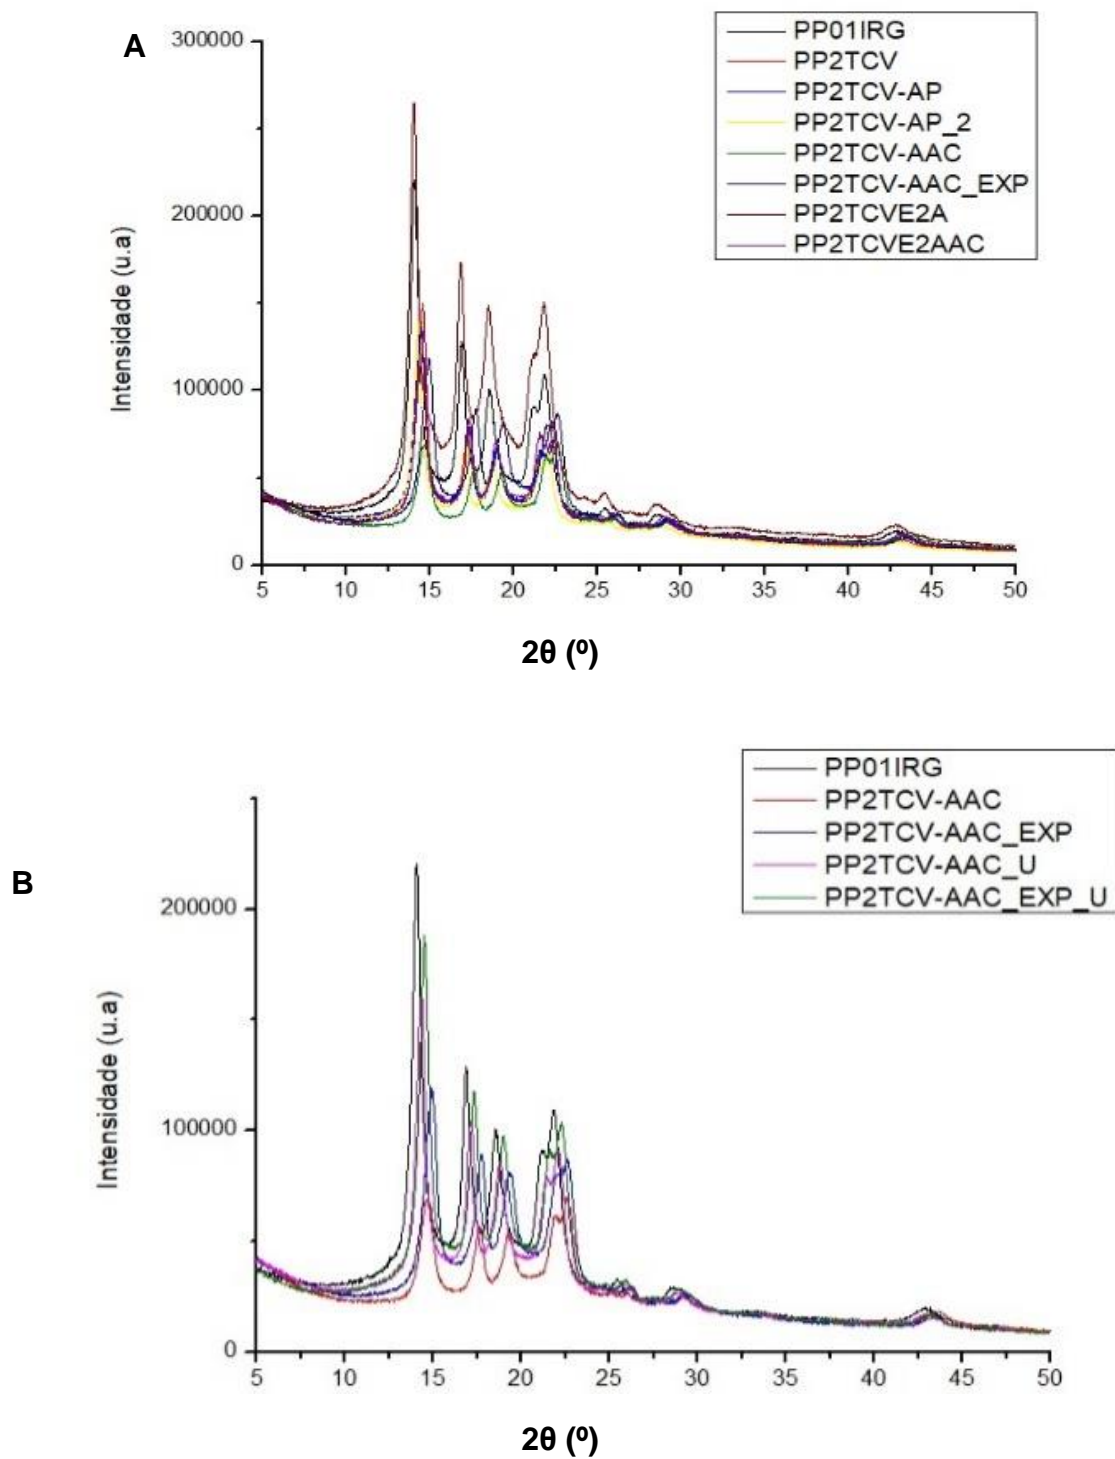 A
300000
200000
100000
0
Intensidade (u.a)
5 10 15 20 25 30 35 40 45 50
2θ (º)
PP01IRG
PP2TCV
PP2TCV-AP
PP2TCV-AP_2
PP2TCV-AAC
PP2TCV-AAC_EXP
PP2TCVE2A
PP2TCVE2AAC
B
200000
100000
0
Intensidade (u.a)
5 10 15 20 25 30 35 40 45 50
2θ (º)
PP01IRG
PP2TCV-AAC
PP2TCV-AAC_EXP
PP2TCV-AAC_U
PP2TCV-AAC_EXP_U